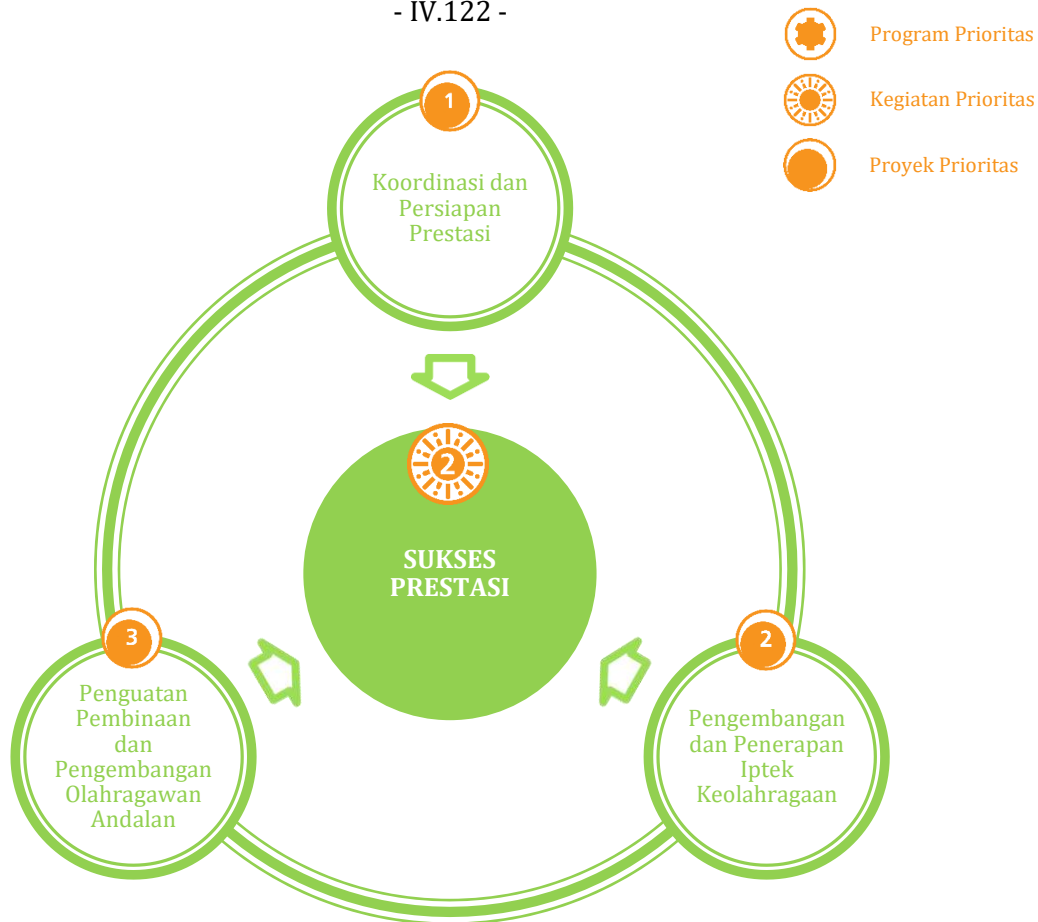 - IV.122 -
Program Prioritas
Kegiatan Prioritas
Proyek Prioritas
1
Koordinasi dan
Persiapan
Prestasi
2
SUKSES
PRESTASI
3
Penguatan
Pembinaan
dan
Pengembangan
Olahragawan
Andalan
2
Pengembangan
dan Penerapan
Iptek
Keolahragaan